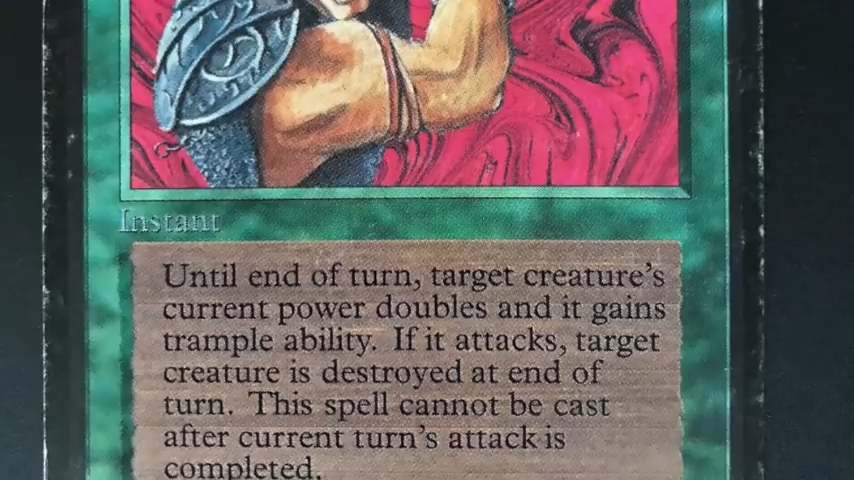 Instant
Until end of turn, target creature's
current power doubles and it gains
trample ability. If it attacks, target
creature is destroyed at end of
turn. This spell cannot be cast
after current turn's attack is
completed.